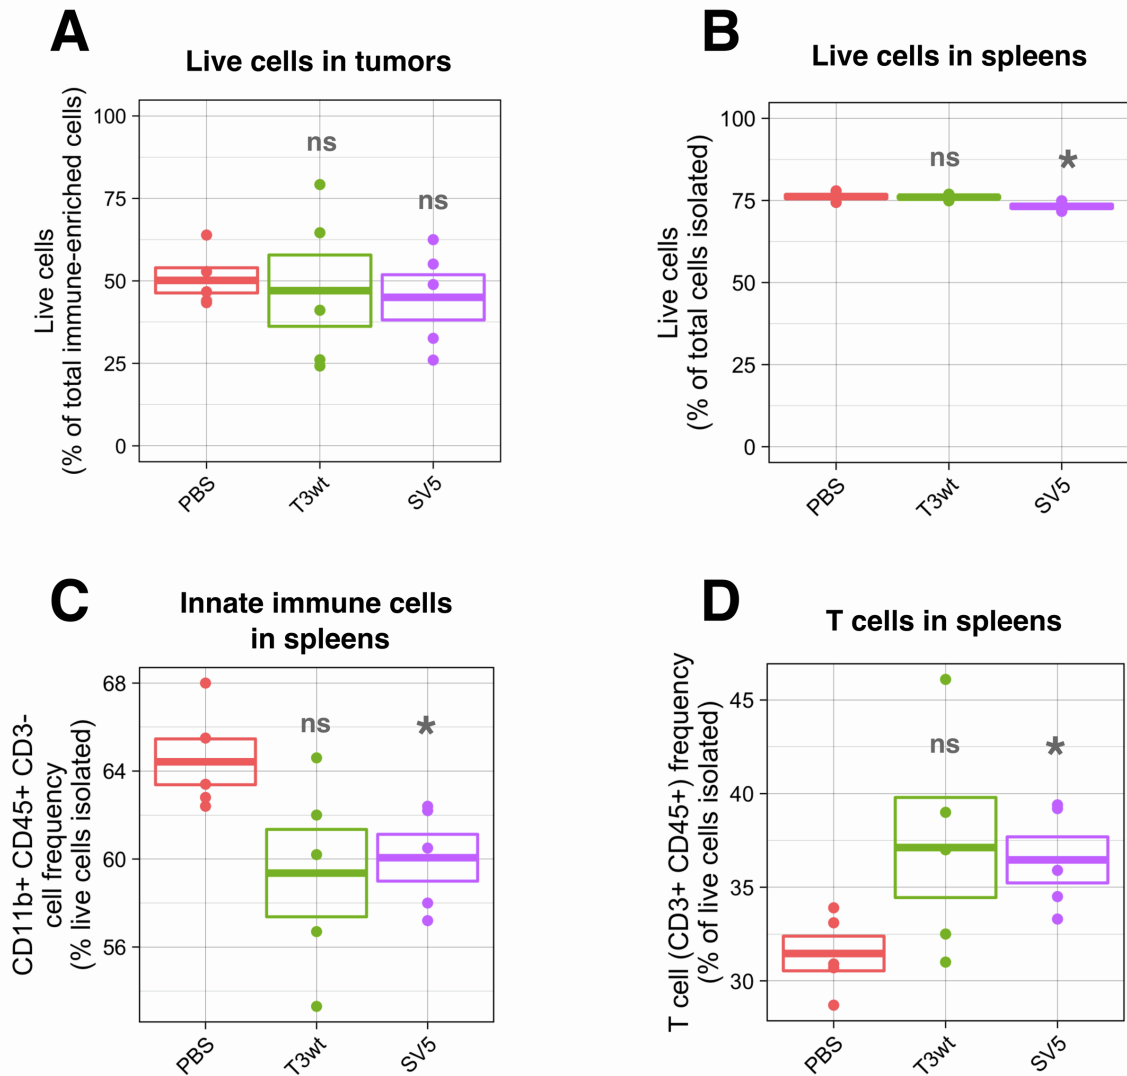 A
Live cells in tumors
Live cells
(% of total immune-enriched cells)
100
75
50
25
0
ns
ns
PBS
T3wt
SV5
B
Live cells in spleens
Live cells
(% of total cells isolated)
100
75
50
25
0
ns
*
PBS
T3wt
SV5
C
Innate immune cells
in spleens
CD11b+ CD45+ CD3-
cell frequency
(% live cells isolated)
68
64
60
56
ns
*
PBS
T3wt
SV5
D
T cells in spleens
T cell (CD3+ CD45+) frequency
(% of live cells isolated)
45
40
35
30
ns
*
PBS
T3wt
SV5